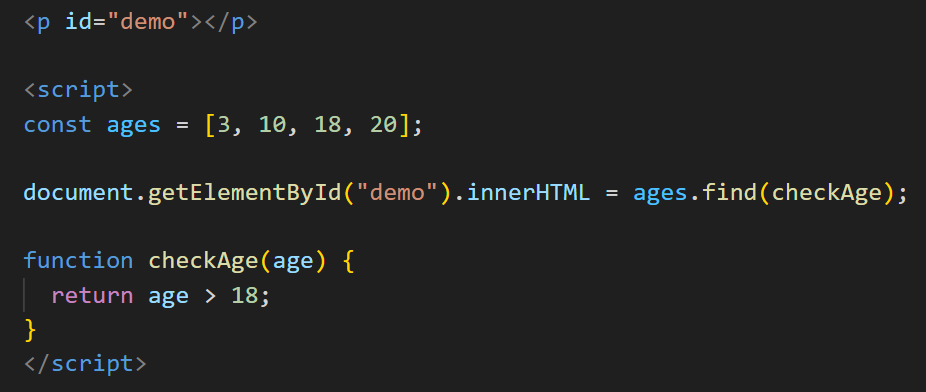 <p id="demo"></p>
<script>
const ages = [3, 10, 18, 20];
document.getElementById("demo").innerHTML = ages.find(checkAge);
function checkAge(age) {
  return age > 18;
}
</script>